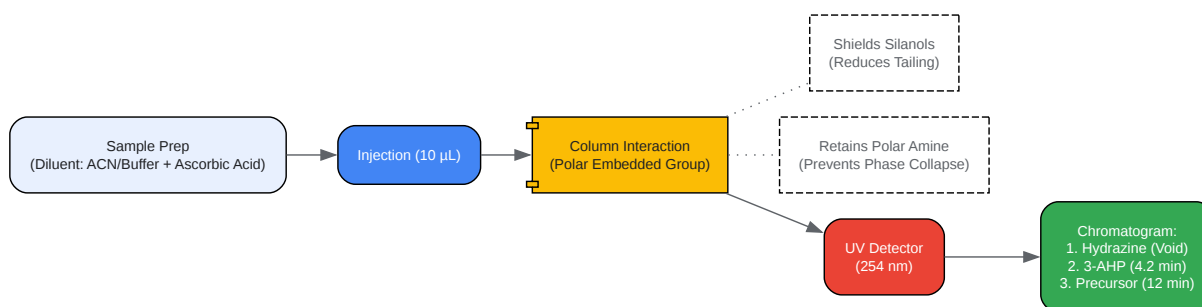 Sample Prep
(Diluent: ACN/Buffer + Ascorbic Acid)
Injection (10 µL)
Column Interaction
(Polar Embedded Group)
Shields Silanols
(Reduces Tailing)
Retains Polar Amine
(Prevents Phase Collapse)
UV Detector
(254 nm)
Chromatogram:
1. Hydrazine (Void)
2. 3-AHP (4.2 min)
3. Precursor (12 min)